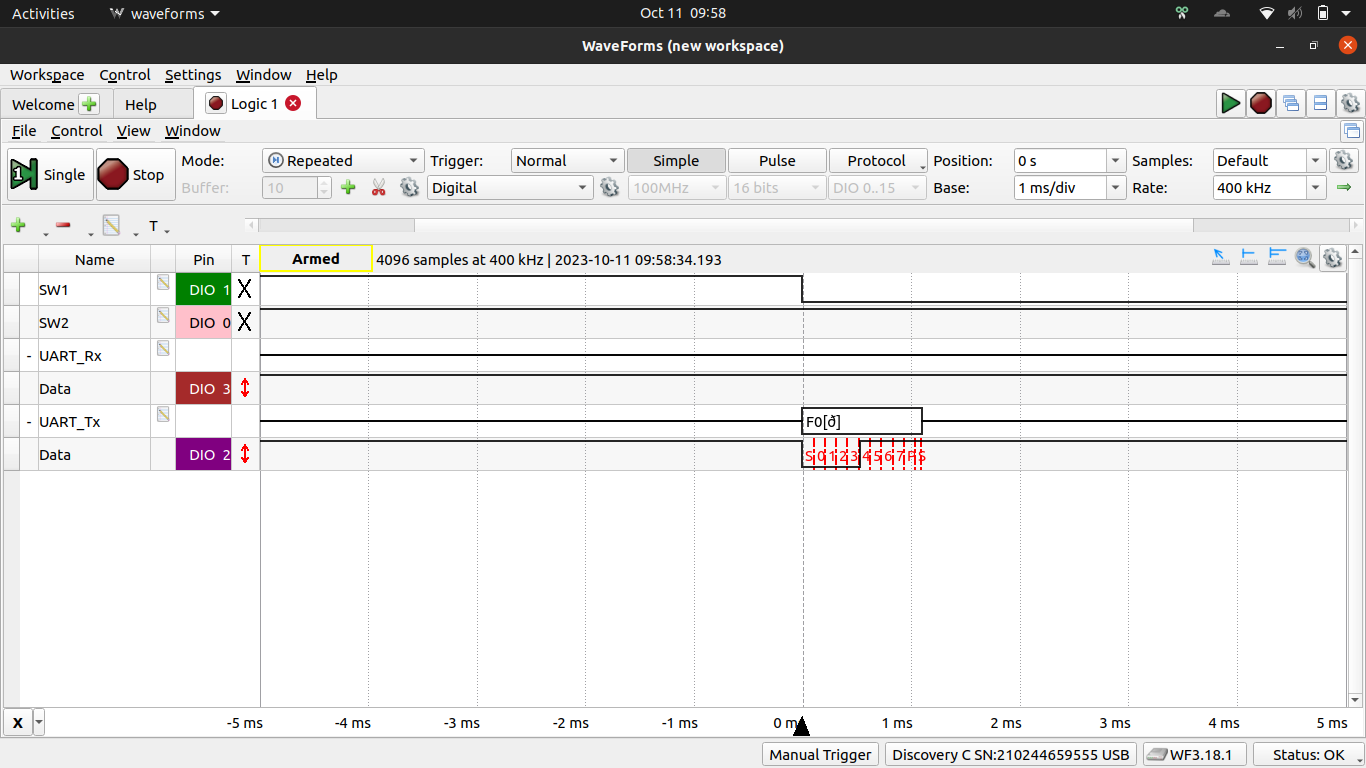 Activities waveforms Oct 11 09:58
WaveForms (new workspace)
Workspace Control Settings Window Help
Welcome Help Logic 1
File Control View Window
Single Stop Mode: Repeated Trigger: Normal Simple Pulse Protocol Position: 0 s Samples: Default
Buffer: 10 Digital 100MHz 16 bits DIO 0..15 Base: 1 ms/div Rate: 400 kHz
T
Name Pin T Armed 4096 samples at 400 kHz | 2023-10-11 09:58:34.193
SW1 DIO 1 X
SW2 DIO 0 X
- UART_Rx
Data DIO 3
- UART_Tx F0[ð]
Data DIO 2 S 0 1 2 3 4 5 6 7 P S
X -5 ms -4 ms -3 ms -2 ms -1 ms 0 m 1 ms 2 ms 3 ms 4 ms 5 ms
Manual Trigger Discovery C SN:210244659555 USB WF3.18.1 Status: OK